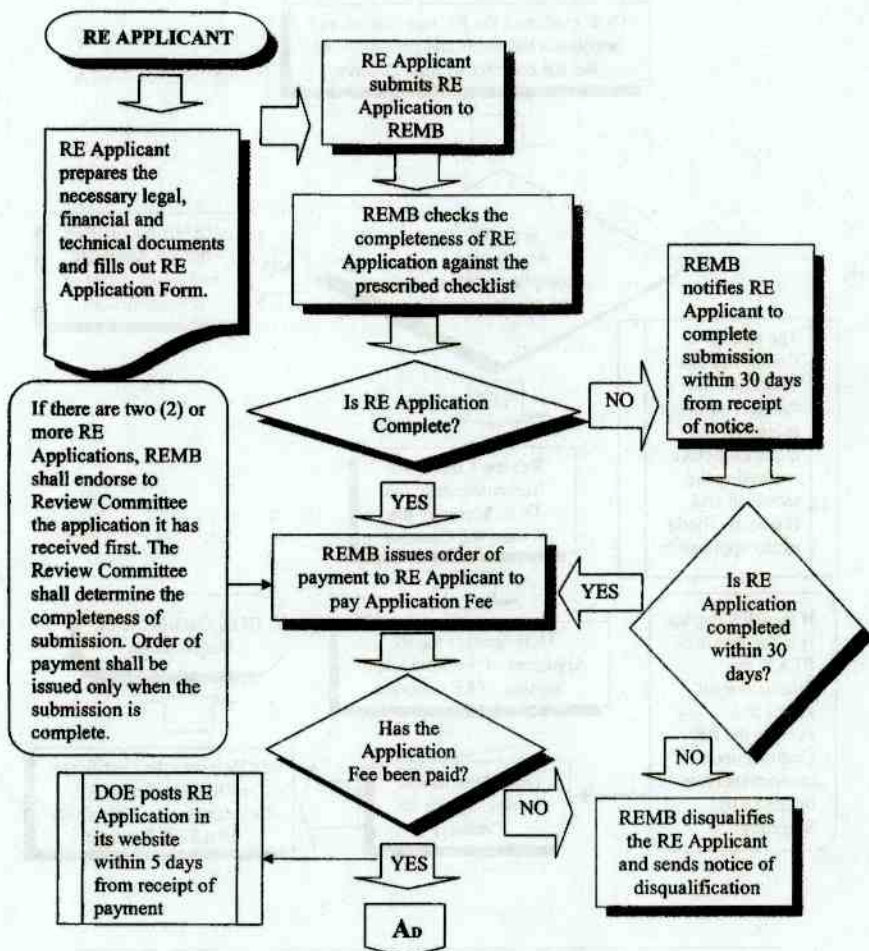 RE APPLICANT
RE Applicant
submits RE
Application to
REMB
RE Applicant
prepares the
necessary legal,
financial and
technical documents
and fills out RE
Application Form.
REMB checks the
completeness of RE
Application against the
prescribed checklist
REMB
notifies RE
Applicant to
complete
submission
within 30 days
from receipt
of notice.
Is RE Application
Complete?
NO
If there are two (2) or
more RE
Applications, REMB
shall endorse to
Review Committee
the application it has
received first. The
Review Committee
shall determine the
completeness of
submission. Order of
payment shall be
issued only when the
submission is
complete.
YES
REMB issues order of
payment to RE Applicant to
pay Application Fee
YES
Is RE
Application
completed
within 30
days?
Has the
Application
Fee been paid?
NO
NO
REMB disqualifies
the RE Applicant
and sends notice of
disqualification
DOE posts RE
Application in
its website
within 5 days
from receipt of
payment
YES
AD